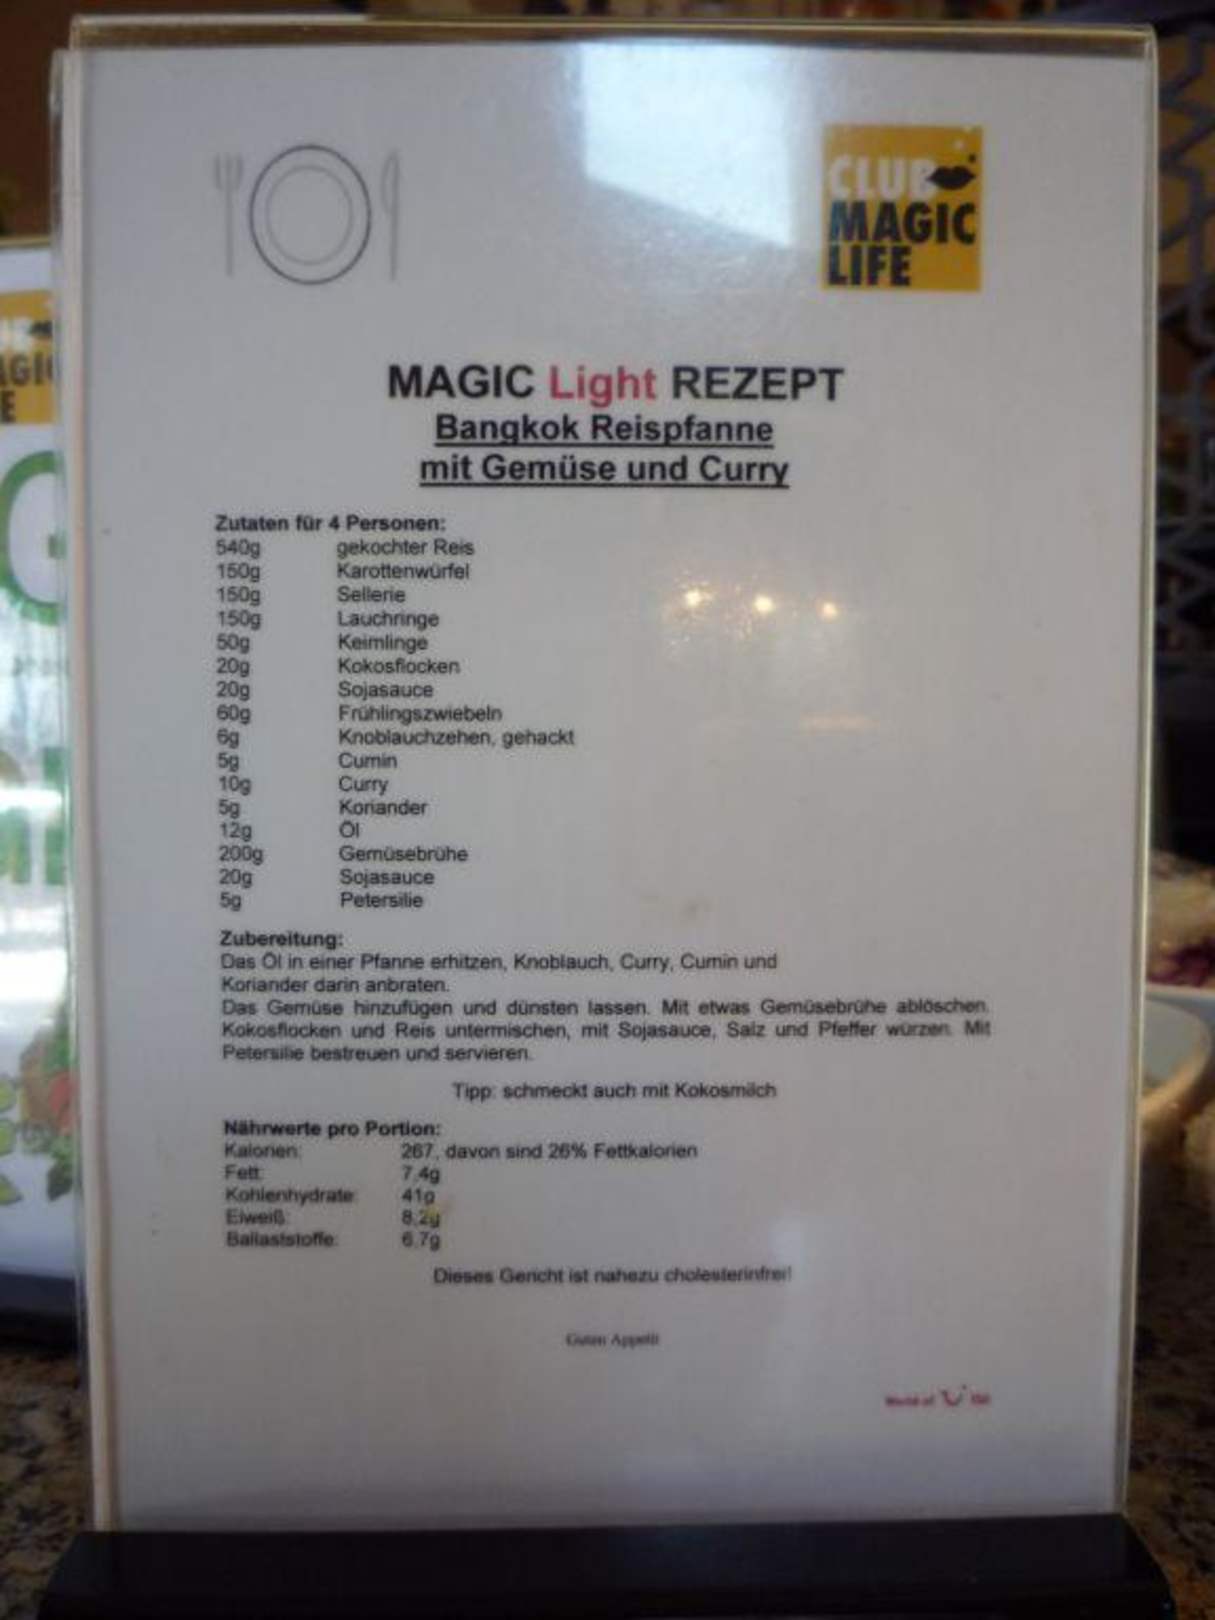 CLUB
MAGIC
LIFE
MAGIC Light REZEPT
Bangkok Reispfanne
mit Gemüse und Curry
Zutaten für 4 Personen:
540g gekochter Reis
150g Karottenwürfel
150g Sellerie
150g Lauchringe
50g Keimlinge
20g Kokosflocken
20g Sojasauce
60g Frühlingszwiebeln
6g Knoblauchzehen, gehackt
5g Cumin
10g Curry
5g Koriander
12g Öl
200g Gemüsebrühe
20g Sojasauce
5g Petersilie
Zubereitung:
Das Öl in einer Pfanne erhitzen, Knoblauch, Curry, Cumin und
Koriander darin anbraten.
Das Gemüse hinzufügen und dünsten lassen. Mit etwas Gemüsebrühe ablöschen.
Kokosflocken und Reis untermischen, mit Sojasauce, Salz und Pfeffer würzen. Mit
Petersilie bestreuen und servieren.
Tipp: schmeckt auch mit Kokosmilch
Nährwerte pro Portion:
Kalorien: 267, davon sind 26% Fettkalorien
Fett: 7,4g
Kohlenhydrate: 41g
Eiweiß: 8,2g
Ballaststoffe: 6,7g
Dieses Gericht ist nahezu cholesterinfrei!
Guten Appetit
World of TUI